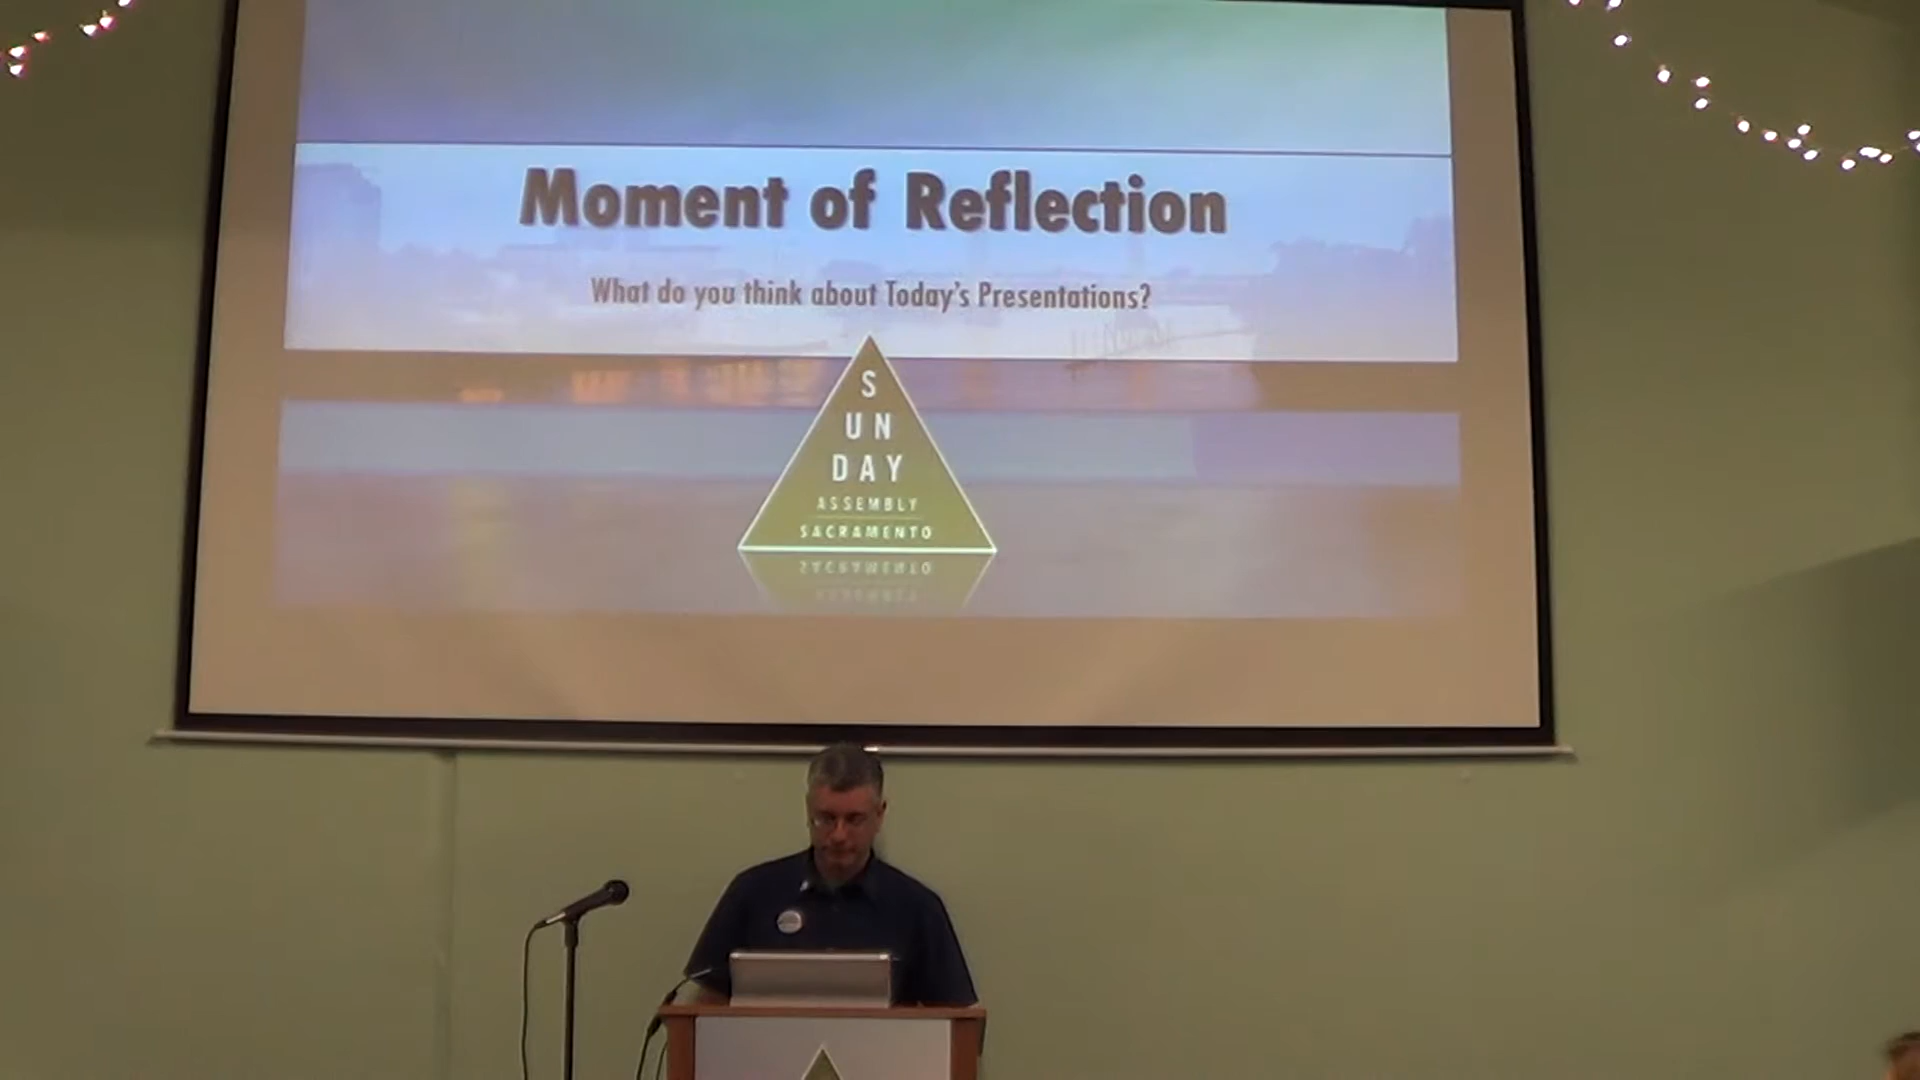 Moment of Reflection
What do you think about Today's Presentations?
S
UN
DAY
ASSEMBLY
SACRAMENTO